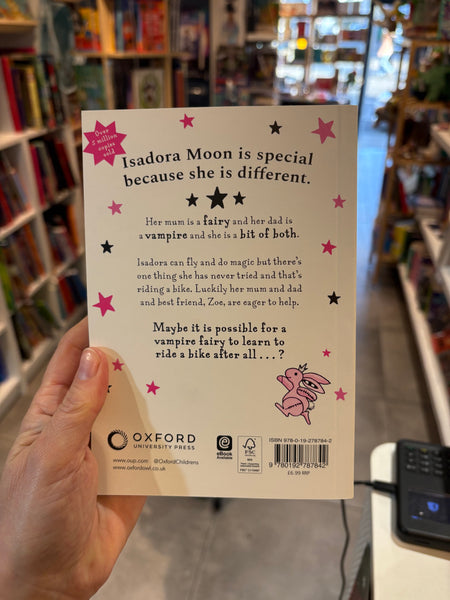 Over
5 million
copies
sold
Isadora Moon is special
because she is different.
Her mum is a fairy and her dad is
a vampire and she is a bit of both.
Isadora can fly and do magic but there's
one thing she has never tried and that's
riding a bike. Luckily her mum and dad
and best friend, Zoe, are eager to help.
Maybe it is possible for a
vampire fairy to learn to
ride a bike after all . . . ?
OXFORD
UNIVERSITY PRESS
www.oup.com @OxfordChildrens
www.oxfordowl.co.uk
eBook
Available
FSC
MIX
ISBN 978-0-19-278784-2
9 780192 787842
£6.99 RRP